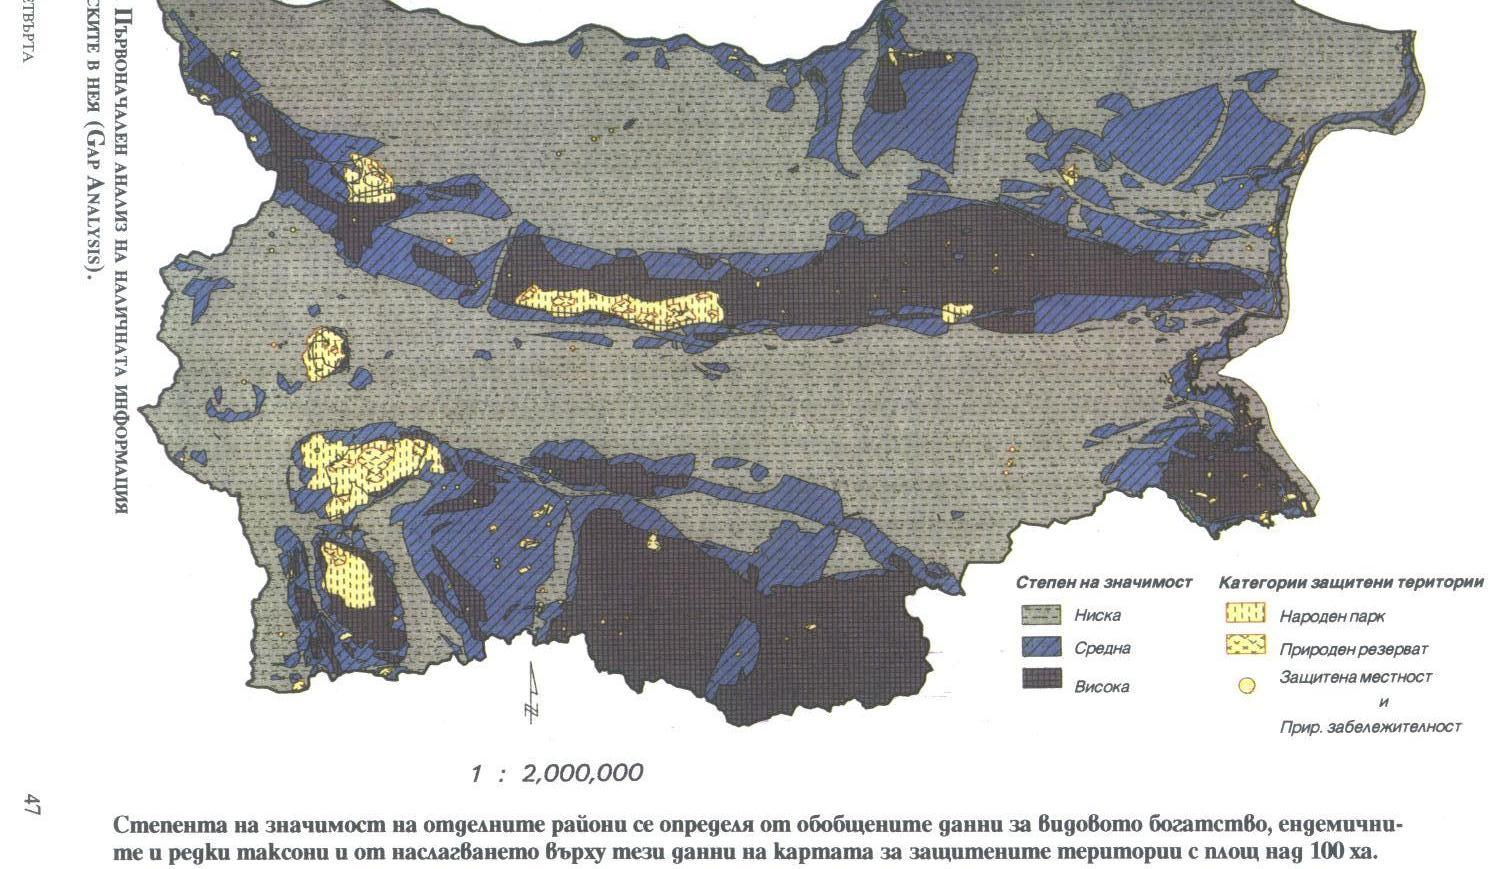 ЕТВЪРТА
Първоначален анализ на наличната информация
ските в нея (Gap Analysis).
47
Степен на значимост
Ниска
Средна
Висока
Категории защитени територии
Народен парк
Природен резерват
Защитена местност
и
Прир. забележителност
1 : 2,000,000
Степента на значимост на отделните райони се определя от обобщените данни за видовото богатство, ендемични-
те и редки таксони и от наслагването върху тези данни на картата за защитените територии с площ над 100 ха.